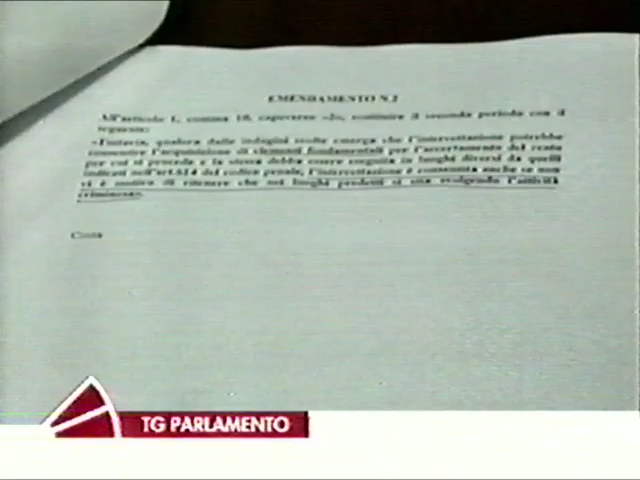 EMENDAMENTO N.2
All'articolo 1, comma 10, capoverso «2», sostituire il secondo periodo con il
seguente:
«Tuttavia, qualora dalle indagini svolte emerga che l'intercettazione potrebbe
consentire l'acquisizione di elementi fondamentali per l'accertamento del reato
per cui si procede e la stessa debba essere eseguita in luoghi diversi da quelli
indicati nell'art.614 del codice penale, l'intercettazione è consentita anche se non
vi è motivo di ritenere che nei luoghi predetti si stia svolgendo l'attività
criminosa».
Costa
TG PARLAMENTO